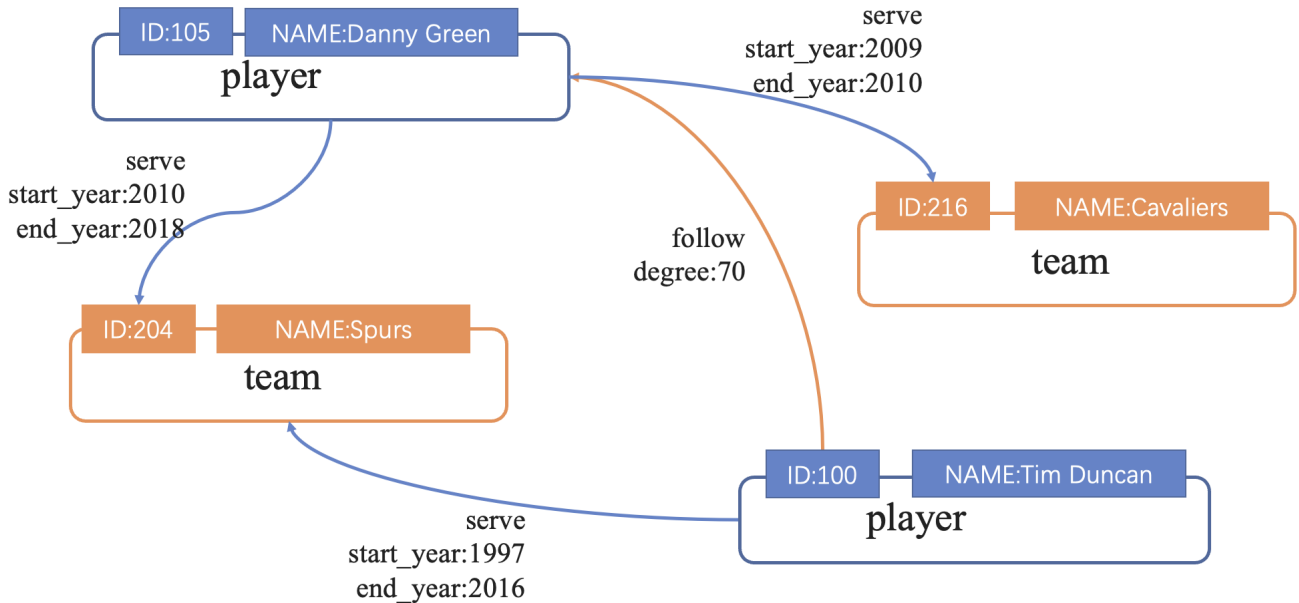 ID:105
NAME:Danny Green
player
serve
start_year:2009
end_year:2010
serve
start_year:2010
end_year:2018
ID:216
NAME:Cavaliers
team
follow
degree:70
ID:204
NAME:Spurs
team
ID:100
NAME:Tim Duncan
player
serve
start_year:1997
end_year:2016